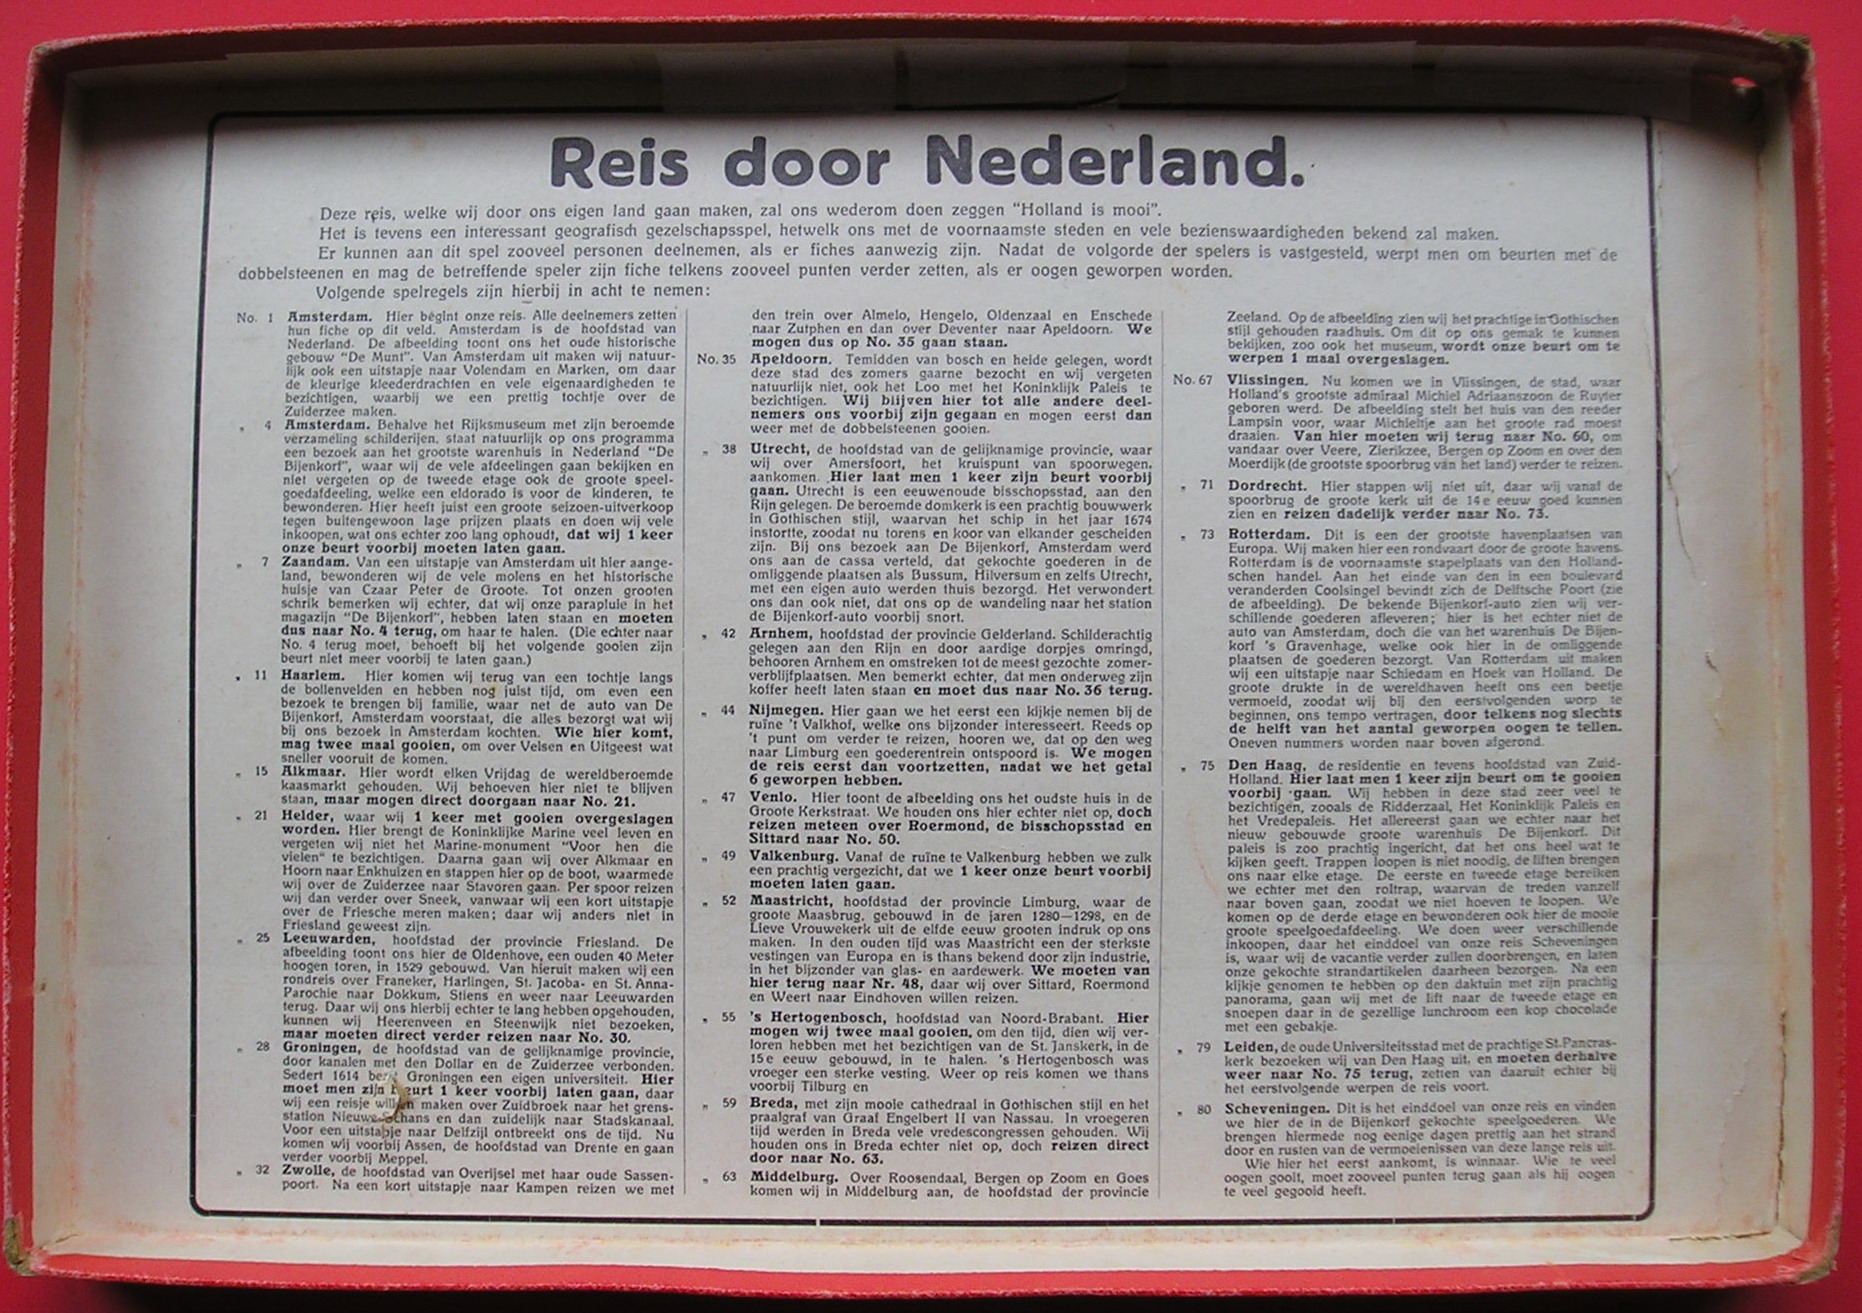 Reis door Nederland.
Deze reis, welke wij door ons eigen land gaan maken, zal ons wederom doen zeggen “Holland is mooi”.
Het is tevens een interessant geografisch gezelschapsspel, hetwelk ons met de voornaamste steden en vele bezienswaardigheden bekend zal maken.
Er kunnen aan dit spel zooveel personen deelnemen, als er fiches aanwezig zijn. Nadat de volgorde der spelers is vastgesteld, werpt men om beurten met de
dobbelsteenen en mag de betreffende speler zijn fiche telkens zooveel punten verder zetten, als er oogen geworpen worden.
Volgende spelregels zijn hierbij in acht te nemen:
No. 1 Amsterdam. Hier begint onze reis. Alle deelnemers zetten
hun fiche op dit veld. Amsterdam is de hoofdstad van
Nederland. De afbeelding toont ons het oude historische
gebouw “De Munt”. Van Amsterdam uit maken wij natuur-
lijk ook een uitstapje naar Volendam en Marken, om daar
de kleurige kleederdrachten en vele eigenaardigheden te
bezichtigen, waarbij we een prettig tochtje over de
Zuiderzee maken.
„ 4 Amsterdam. Behalve het Rijksmuseum met zijn beroemde
verzameling schilderijen, staat natuurlijk op ons programma
een bezoek aan het grootste warenhuis in Nederland “De
Bijenkorf”, waar wij de vele afdeelingen gaan bekijken en
niet vergeten op de tweede etage ook de groote speel-
goedafdeeling, welke een eldorado is voor de kinderen, te
bewonderen. Hier heeft juist een groote seizoen-uitverkoop
tegen buitengewoon lage prijzen plaats en doen wij vele
inkoopen, wat ons echter zoo lang ophoudt, dat wij 1 keer
onze beurt voorbij moeten laten gaan.
„ 7 Zaandam. Van een uitstapje van Amsterdam uit hier aange-
land, bewonderen wij de vele molens en het historische
huisje van Czaar Peter de Groote. Tot onzen grooten
schrik bemerken wij echter, dat wij onze parapluie in het
magazijn “De Bijenkorf”, hebben laten staan en moeten
dus naar No. 4 terug, om haar te halen. (Die echter naar
No. 4 terug moet, behoeft bij het volgende gooien zijn
beurt niet meer voorbij te laten gaan.)
„ 11 Haarlem. Hier komen wij terug van een tochtje langs
de bollenvelden en hebben nog juist tijd, om even een
bezoek te brengen bij familie, waar net de auto van De
Bijenkorf, Amsterdam voorstaat, die alles bezorgt wat wij
bij ons bezoek in Amsterdam kochten. Wie hier komt,
mag twee maal gooien, om over Velsen en Uitgeest wat
sneller vooruit de komen.
„ 15 Alkmaar. Hier wordt elken Vrijdag de wereldberoemde
kaasmarkt gehouden. Wij behoeven hier niet te blijven
staan, maar mogen direct doorgaan naar No. 21.
„ 21 Helder, waar wij 1 keer met gooien overgeslagen
worden. Hier brengt de Koninklijke Marine veel leven en
vergeten wij niet het Marine-monument “Voor hen die
vielen“ te bezichtigen. Daarna gaan wij over Alkmaar en
Hoorn naar Enkhuizen en stappen hier op de boot, waarmede
wij over de Zuiderzee naar Stavoren gaan. Per spoor reizen
wij dan verder over Sneek, vanwaar wij een kort uitstapje
over de Friesche meren maken; daar wij anders niet in
Friesland geweest zijn.
„ 25 Leeuwarden, hoofdstad der provincie Friesland. De
afbeelding toont ons hier de Oldenhove, een ouden 40 Meter
hoogen toren, in 1529 gebouwd. Van hieruit maken wij een
rondreis over Franeker, Harlingen, St. Jacoba- en St. Anna-
Parochie naar Dokkum, Stiens en weer naar Leeuwarden
terug. Daar wij ons hierbij echter te lang hebben opgehouden,
kunnen wij Heerenveen en Steenwijk niet bezoeken,
maar moeten direct verder reizen naar No. 30.
„ 28 Groningen, de hoofdstad van de gelijknamige provincie,
door kanalen met den Dollar en de Zuiderzee verbonden.
Sedert 1614 Groningen een eigen universiteit. Hier
moet men zijn beurt 1 keer voorbij laten gaan, daar
wij een reisje willen maken over Zuidbroek naar het grens-
station Nieuwe-Schans en dan zuidelijk naar Stadskanaal.
Voor een uitstapje naar Delfzijl ontbreekt ons de tijd. Nu
komen wij voorbij Assen, de hoofdstad van Drente en gaan
verder voorbij Meppel.
„ 32 Zwolle, de hoofdstad van Overijsel met haar oude Sassen-
poort. Na een kort uitstapje naar Kampen reizen we met
den trein over Almelo, Hengelo, Oldenzaal en Enschede
naar Zutphen en dan over Deventer naar Apeldoorn. We
mogen dus op No. 35 gaan staan.
No. 35 Apeldoorn. Temidden van bosch en heide gelegen, wordt
deze stad des zomers gaarne bezocht en wij vergeten
natuurlijk niet, ook het Loo met het Koninklijk Paleis te
bezichtigen. Wij blijven hier tot alle andere deel-
nemers ons voorbij zijn gegaan en mogen eerst dan
weer met de dobbelsteenen gooien.
„ 38 Utrecht, de hoofdstad van de gelijknamige provincie, waar
wij over Amersfoort, het kruispunt van spoorwegen,
aankomen. Hier laat men 1 keer zijn beurt voorbij
gaan. Utrecht is een eeuwenoude bisschopsstad, aan den
Rijn gelegen. De beroemde domkerk is een prachtig bouwwerk
in Gothischen stijl, waarvan het schip in het jaar 1674
instortte, zoodat nu torens en koor van elkander gescheiden
zijn. Bij ons bezoek aan De Bijenkorf, Amsterdam werd
ons aan de cassa verteld, dat gekochte goederen in de
omliggende plaatsen als Bussum, Hilversum en zelfs Utrecht,
met een eigen auto werden thuis bezorgd. Het verwondert
ons dan ook niet, dat ons op de wandeling naar het station
de Bijenkorf-auto voorbij snort.
„ 42 Arnhem, hoofdstad der provincie Gelderland. Schilderachtig
gelegen aan den Rijn en door aardige dorpjes omringd,
behooren Arnhem en omstreken tot de meest gezochte zomer-
verblijfplaatsen. Men bemerkt echter, dat men onderweg zijn
koffer heeft laten staan en moet dus naar No. 36 terug.
„ 44 Nijmegen. Hier gaan we het eerst een kijkje nemen bij de
ruïne 't Valkhof, welke ons bijzonder interesseert. Reeds op
't punt om verder te reizen, hooren we, dat op den weg
naar Limburg een goederentrein ontspoord is. We mogen
de reis eerst dan voortzetten, nadat we het getal
6 geworpen hebben.
„ 47 Venlo. Hier toont de afbeelding ons het oudste huis in de
Groote Kerkstraat. We houden ons hier echter niet op, doch
reizen meteen over Roermond, de bisschopsstad en
Sittard naar No. 50.
„ 49 Valkenburg. Vanaf de ruïne te Valkenburg hebben we zulk
een prachtig vergezicht, dat we 1 keer onze beurt voorbij
moeten laten gaan.
„ 52 Maastricht, hoofdstad der provincie Limburg, waar de
groote Maasbrug, gebouwd in de jaren 1280—1298, en de
Lieve Vrouwekerk uit de elfde eeuw grooten indruk op ons
maken. In den ouden tijd was Maastricht een der sterkste
vestingen van Europa en is thans bekend door zijn industrie,
in het bijzonder van glas- en aardewerk. We moeten van
hier terug naar Nr. 48, daar wij over Sittard, Roermond
en Weert naar Eindhoven willen reizen.
„ 55 's Hertogenbosch, hoofdstad van Noord-Brabant. Hier
mogen wij twee maal gooien, om den tijd, dien wij ver-
loren hebben met het bezichtigen van de St. Janskerk, in de
15e eeuw gebouwd, in te halen. 's Hertogenbosch was
vroeger een sterke vesting. Weer op reis komen we thans
voorbij Tilburg en
„ 59 Breda, met zijn mooie cathedraal in Gothischen stijl en het
praalgraf van Graaf Engelbert II van Nassau. In vroegeren
tijd werden in Breda vele vredescongressen gehouden. Wij
houden ons in Breda echter niet op, doch reizen direct
door naar No. 63.
„ 63 Middelburg. Over Roosendaal, Bergen op Zoom en Goes
komen wij in Middelburg aan, de hoofdstad der provincie
Zeeland. Op de afbeelding zien wij het prachtige in Gothischen
stijl gehouden raadhuis. Om dit op ons gemak te kunnen
bekijken, zoo ook het museum, wordt onze beurt om te
werpen 1 maal overgeslagen.
No. 67 Vlissingen. Nu komen we in Vlissingen, de stad, waar
Holland's grootste admiraal Michiel Adriaanszoon de Ruyter
geboren werd. De afbeelding stelt het huis van den reeder
Lampsin voor, waar Michieltje aan het groote rad moest
draaien. Van hier moeten wij terug naar No. 60, om
vandaar over Veere, Zierikzee, Bergen op Zoom en over den
Moerdijk (de grootste spoorbrug van het land) verder te reizen.
„ 71 Dordrecht. Hier stappen wij niet uit, daar wij vanaf de
spoorbrug de groote kerk uit de 14e eeuw goed kunnen
zien en reizen dadelijk verder naar No. 73.
„ 73 Rotterdam. Dit is een der grootste havenplaatsen van
Europa. Wij maken hier een rondvaart door de groote havens.
Rotterdam is de voornaamste stapelplaats van den Holland-
schen handel. Aan het einde van den in een boulevard
veranderden Coolsingel bevindt zich de Delftsche Poort (zie
de afbeelding). De bekende Bijenkorf-auto zien wij ver-
schillende goederen afleveren; hier is het echter niet de
auto van Amsterdam, doch die van het warenhuis De Bijen-
korf 's Gravenhage, welke ook hier in de omliggende
plaatsen de goederen bezorgt. Van Rotterdam uit maken
wij een uitstapje naar Schiedam en Hoek van Holland. De
groote drukte in de wereldhaven heeft ons een beetje
vermoeid, zoodat wij bij den eerstvolgenden worp te
beginnen, ons tempo vertragen, door telkens nog slechts
de helft van het aantal geworpen oogen te tellen.
Oneven nummers worden naar boven afgerond.
„ 75 Den Haag, de residentie en tevens hoofdstad van Zuid-
Holland. Hier laat men 1 keer zijn beurt om te gooien
voorbij gaan. Wij hebben in deze stad zeer veel te
bezichtigen, zooals de Ridderzaal, Het Koninklijk Paleis en
het Vredepaleis. Het allereerst gaan we echter naar het
nieuw gebouwde groote warenhuis De Bijenkorf. Dit
paleis is zoo prachtig ingericht, dat het ons heel wat te
kijken geeft. Trappen loopen is niet noodig, de liften brengen
ons naar elke etage. De eerste en tweede etage bereiken
we echter met den roltrap, waarvan de treden vanzelf
naar boven gaan, zoodat we niet hoeven te loopen. We
komen op de derde etage en bewonderen ook hier de mooie
groote speelgoedafdeeling. We doen weer verschillende
inkoopen, daar het einddoel van onze reis Scheveningen
is, waar wij de vacantie verder zullen doorbrengen, en laten
onze gekochte strandartikelen daarheen bezorgen. Na een
kijkje genomen te hebben op den daktuin met zijn prachtig
panorama, gaan wij met de lift naar de tweede etage en
snoepen daar in de gezellige lunchroom een kop chocolade
met een gebakje.
„ 79 Leiden, de oude Universiteitsstad met de prachtige St. Pancras-
kerk bezoeken wij van Den Haag uit, en moeten derhalve
weer naar No. 75 terug, zetten van daaruit echter bij
het eerstvolgende werpen de reis voort.
„ 80 Scheveningen. Dit is het einddoel van onze reis en vinden
we hier de in de Bijenkorf gekochte speelgoederen. We
brengen hiermede nog eenige dagen prettig aan het strand
door en rusten van de vermoeienissen van deze lange reis uit.
Wie hier het eerst aankomt, is winnaar. Wie te veel
oogen gooit, moet zooveel punten terug gaan als hij oogen
te veel gegooid heeft.